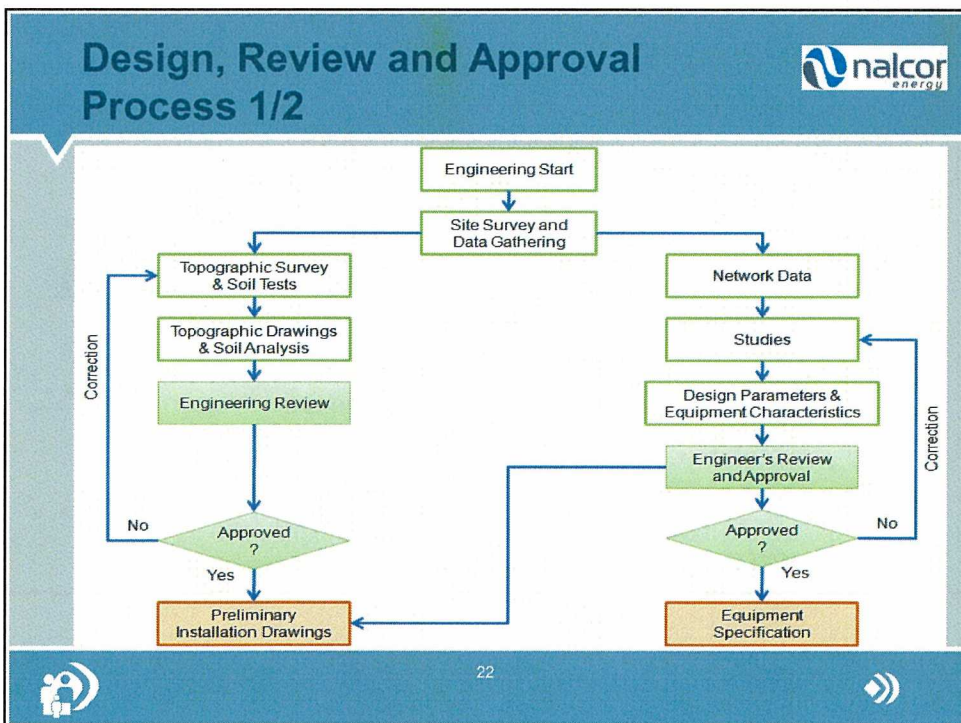 Design, Review and Approval
Process 1/2
nalcor
energy
Engineering Start
Site Survey and
Data Gathering
Topographic Survey
& Soil Tests
Network Data
Topographic Drawings
& Soil Analysis
Studies
Correction
Engineering Review
Design Parameters &
Equipment Characteristics
Correction
Engineer's Review
and Approval
No
Approved
?
Yes
Approved
?
No
Yes
Preliminary
Installation Drawings
Equipment
Specification
22